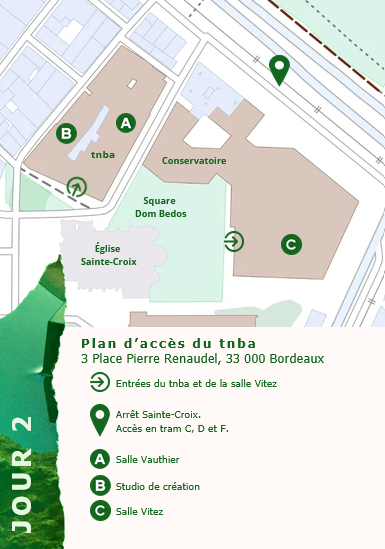 B
A
tnba
Conservatoire
Square
Dom Bedos
C
Église
Sainte-Croix
Plan d’accès du tnba
3 Place Pierre Renaudel, 33 000 Bordeaux
Entrées du tnba et de la salle Vitez
Arrêt Sainte-Croix.
Accès en tram C, D et F.
A Salle Vauthier
B Studio de création
C Salle Vitez
JOUR 2